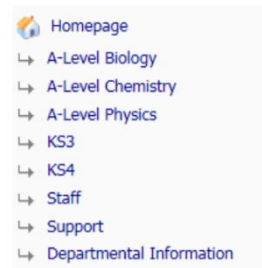 Homepage
A-Level Biology
A-Level Chemistry
A-Level Physics
KS3
KS4
Staff
Support
Departmental Information